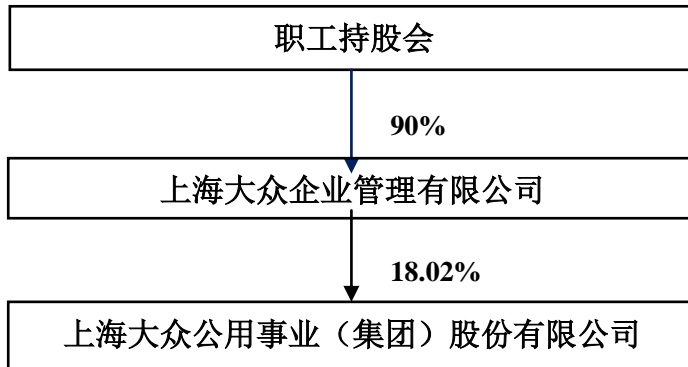 职工持股会
90%
上海大众企业管理有限公司
18.02%
上海大众公用事业（集团）股份有限公司